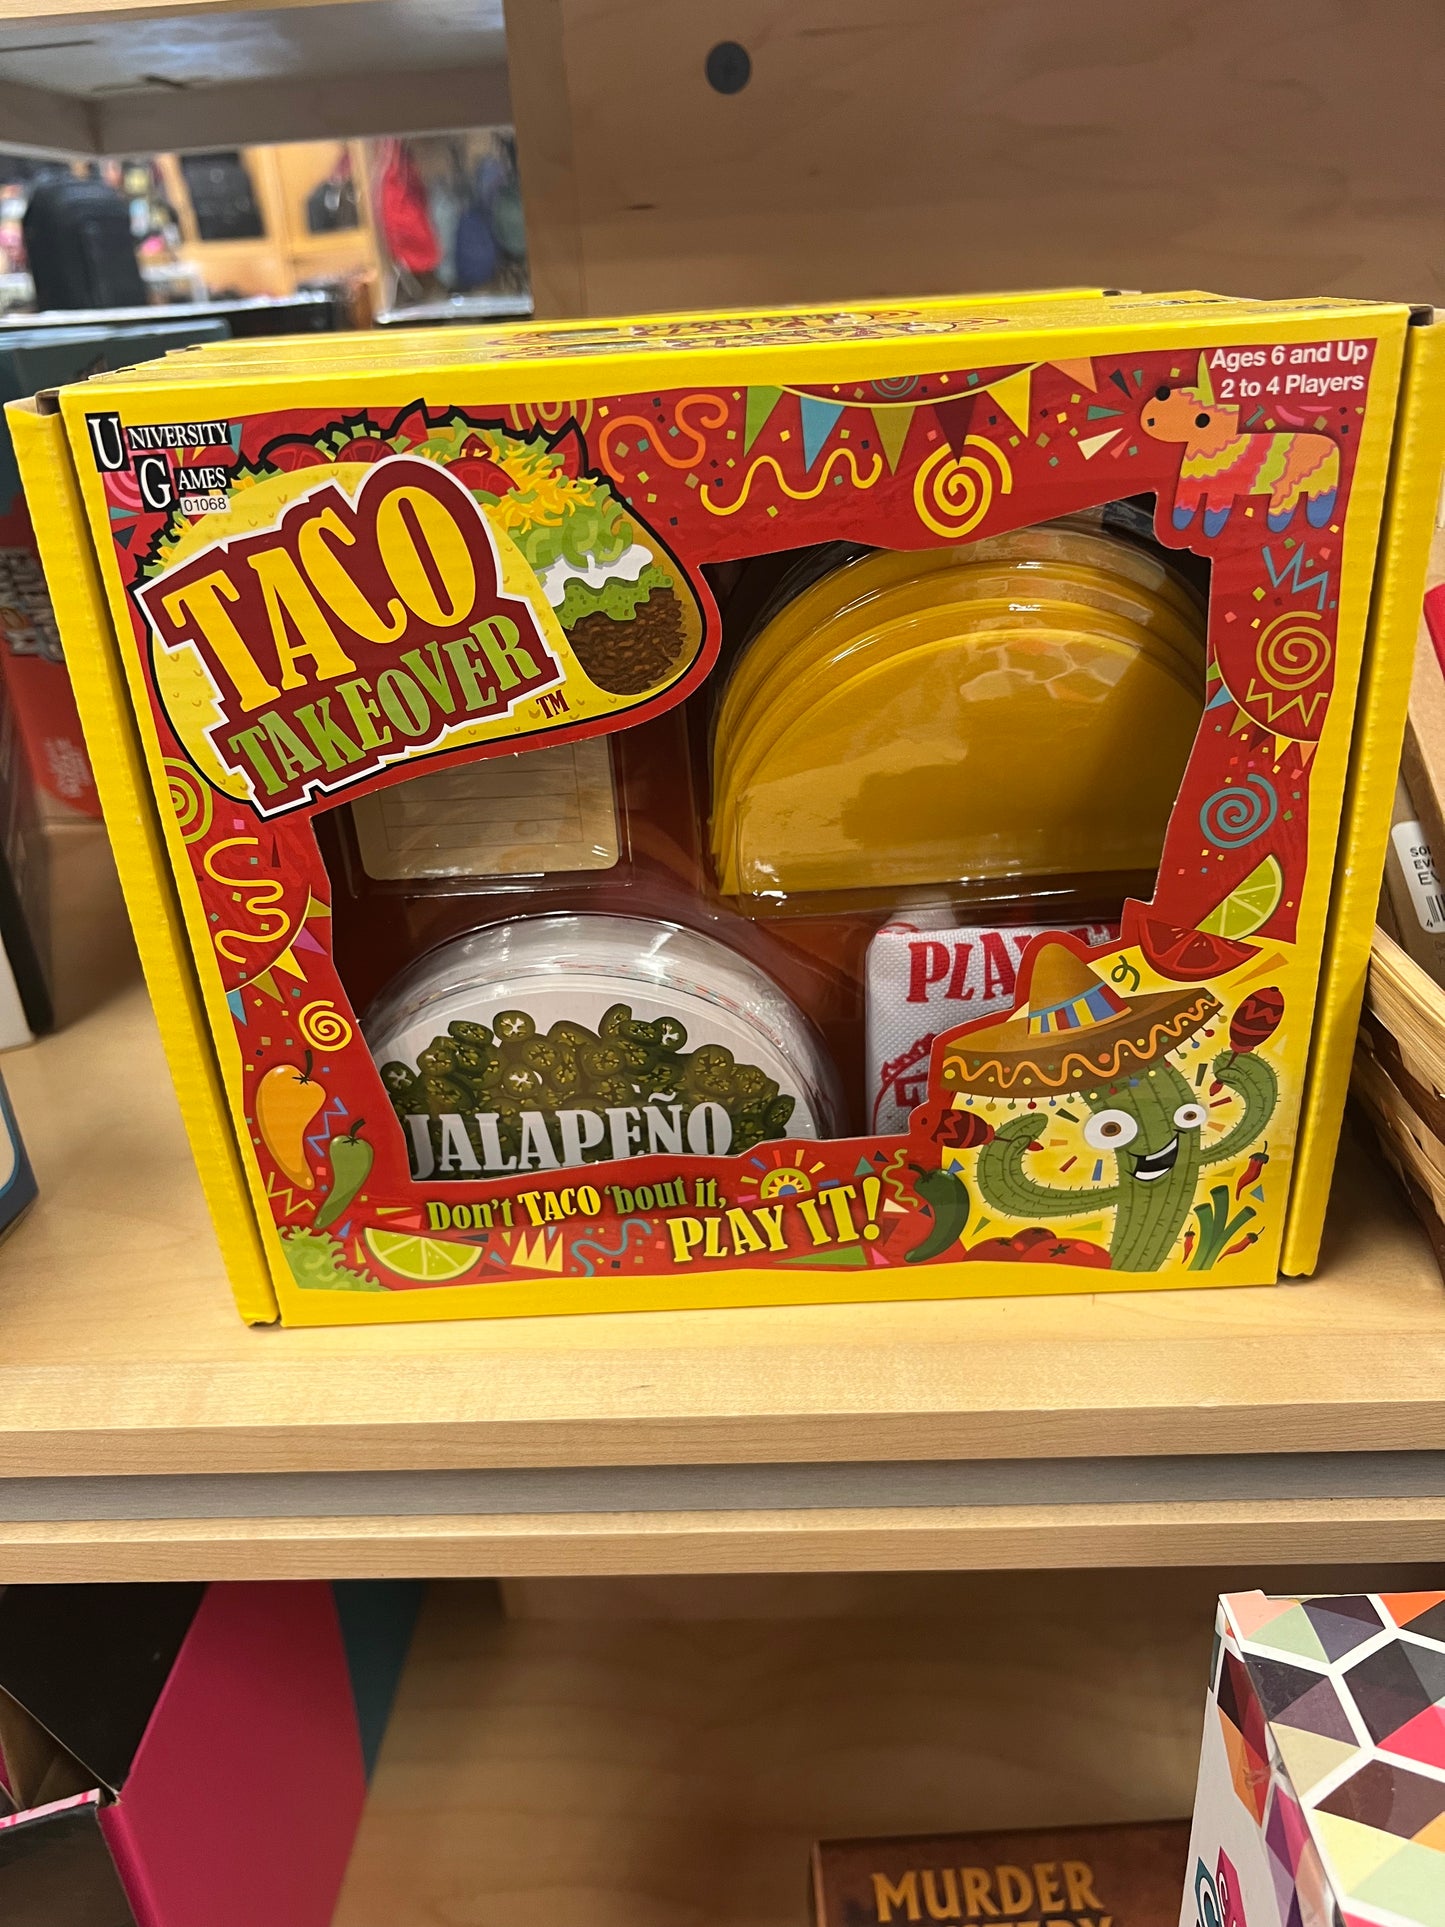 Ages 6 and Up
2 to 4 Players
UNIVERSITY
GAMES
01068
TACO
TAKEOVER
TM
PLA
JALAPEÑO
Don't TACO 'bout it,
PLAY IT!
MURDER